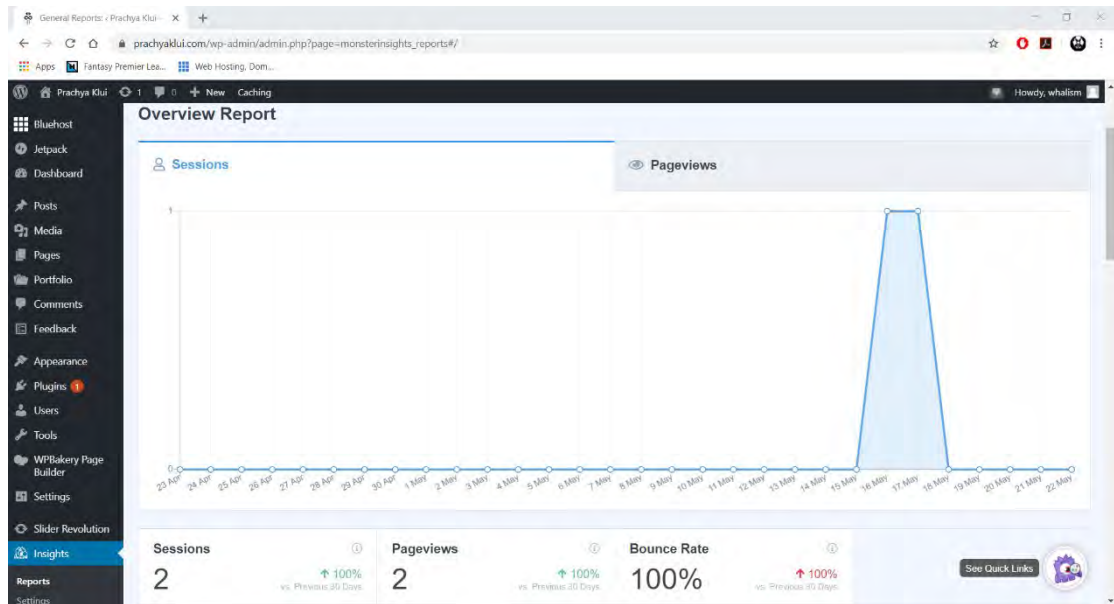 General Reports: ‹ Prachya Klui
prachyaklui.com/wp-admin/admin.php?page=monsterinsights_reports#/
Apps Fantasy Premier Lea... Web Hosting, Dom...
Prachya Klui 1 0 + New Caching Howdy, whalism
Bluehost
Jetpack
Dashboard
Posts
Media
Pages
Portfolio
Comments
Feedback
Appearance
Plugins 1
Users
Tools
WPBakery Page
Builder
Settings
Slider Revolution
Insights
Reports
Settings
Overview Report
Sessions Pageviews
1
0
23 Apr 24 Apr 25 Apr 26 Apr 27 Apr 28 Apr 29 Apr 30 Apr 1 May 2 May 3 May 4 May 5 May 6 May 7 May 8 May 9 May 10 May 11 May 12 May 13 May 14 May 15 May 16 May 17 May 18 May 19 May 20 May 21 May 22 May
Sessions Pageviews Bounce Rate
2 100% 2 100% 100% 100%
vs. Previous 30 Days vs. Previous 30 Days vs. Previous 30 Days
See Quick Links